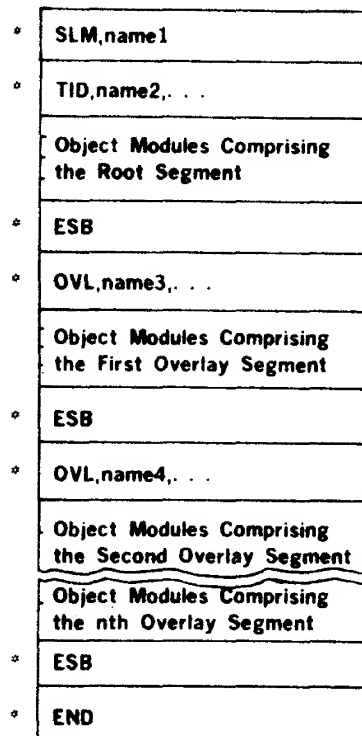 * SLM,name1
* TID,name2,. . .
Object Modules Comprising
the Root Segment
* ESB
* OVL,name3,. . .
Object Modules Comprising
the First Overlay Segment
* ESB
* OVL,name4,. . .
Object Modules Comprising
the Second Overlay Segment
Object Modules Comprising
the nth Overlay Segment
* ESB
* END